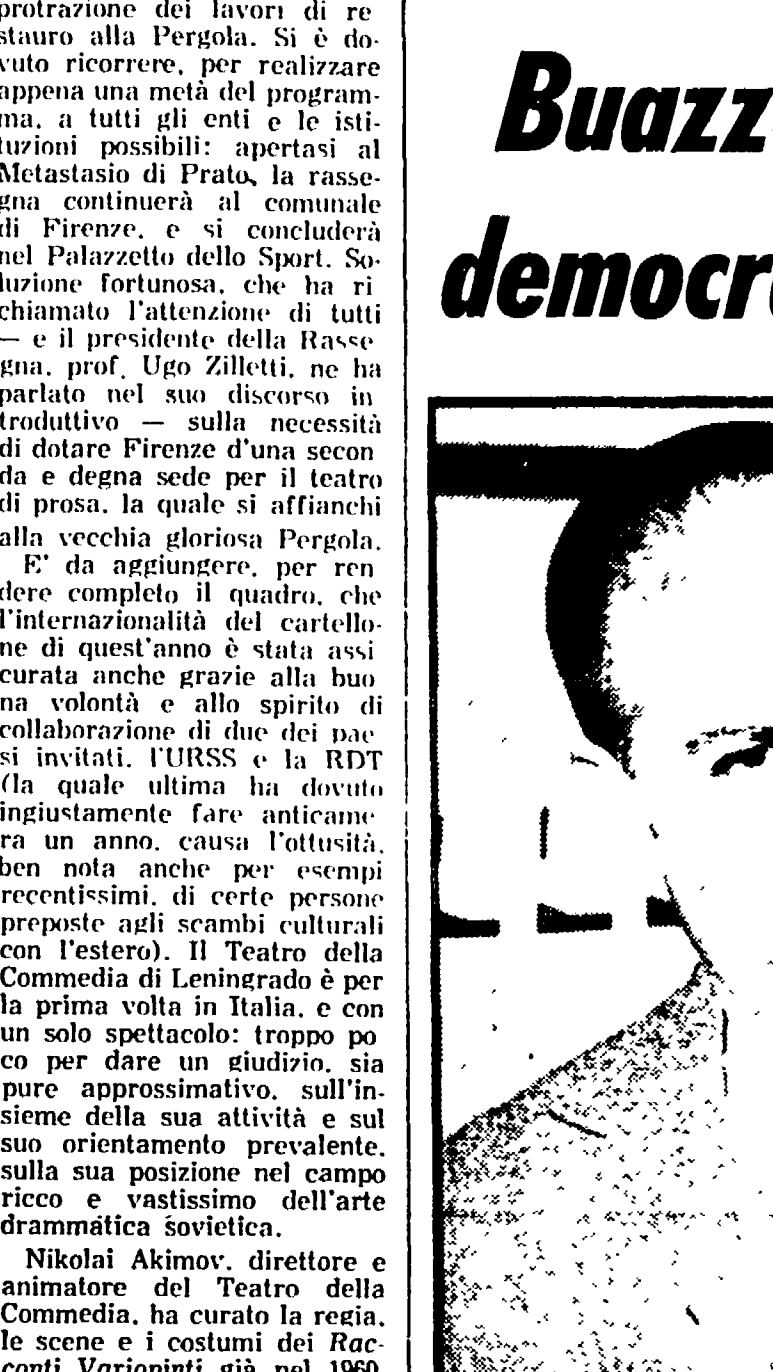 protrazione dei lavori di re
stauro alla Pergola. Si è do-
vuto ricorrere, per realizzare
appena una metà del program-
ma, a tutti gli enti e le isti-
tuzioni possibili: apertasi al
Metastasio di Prato, la rasse-
gna continuerà al comunale
di Firenze, e si concluderà
nel Palazzetto dello Sport. So-
luzione fortunosa, che ha ri
chiamato l'attenzione di tutti
— e il presidente della Rasse
gna, prof. Ugo Zilletti, ne ha
parlato nel suo discorso in
troduttivo — sulla necessità
di dotare Firenze d'una secon
da e degna sede per il teatro
di prosa, la quale si affianchi
alla vecchia gloriosa Pergola.
E' da aggiungere, per ren
dere completo il quadro, che
l'internazionalità del cartello-
ne di quest'anno è stata assi
curata anche grazie alla buo
na volontà e allo spirito di
collaborazione di due dei pae
si invitati, l'URSS e la RDT
(la quale ultima ha dovuto
ingiustamente fare anticame
ra un anno, causa l'ottusità,
ben nota anche per esempi
recentissimi, di certe persone
preposte agli scambi culturali
con l'estero). Il Teatro della
Commedia di Leningrado è per
la prima volta in Italia, e con
un solo spettacolo: troppo po
co per dare un giudizio, sia
pure approssimativo, sull'in-
sieme della sua attività e sul
suo orientamento prevalente,
sulla sua posizione nel campo
ricco e vastissimo dell'arte
drammatica sovietica.
Nikolai Akimov, direttore e
animatore del Teatro della
Commedia, ha curato la regia,
le scene e i costumi dei Rac-
conti Variopinti già nel 1960
Buazz
democr